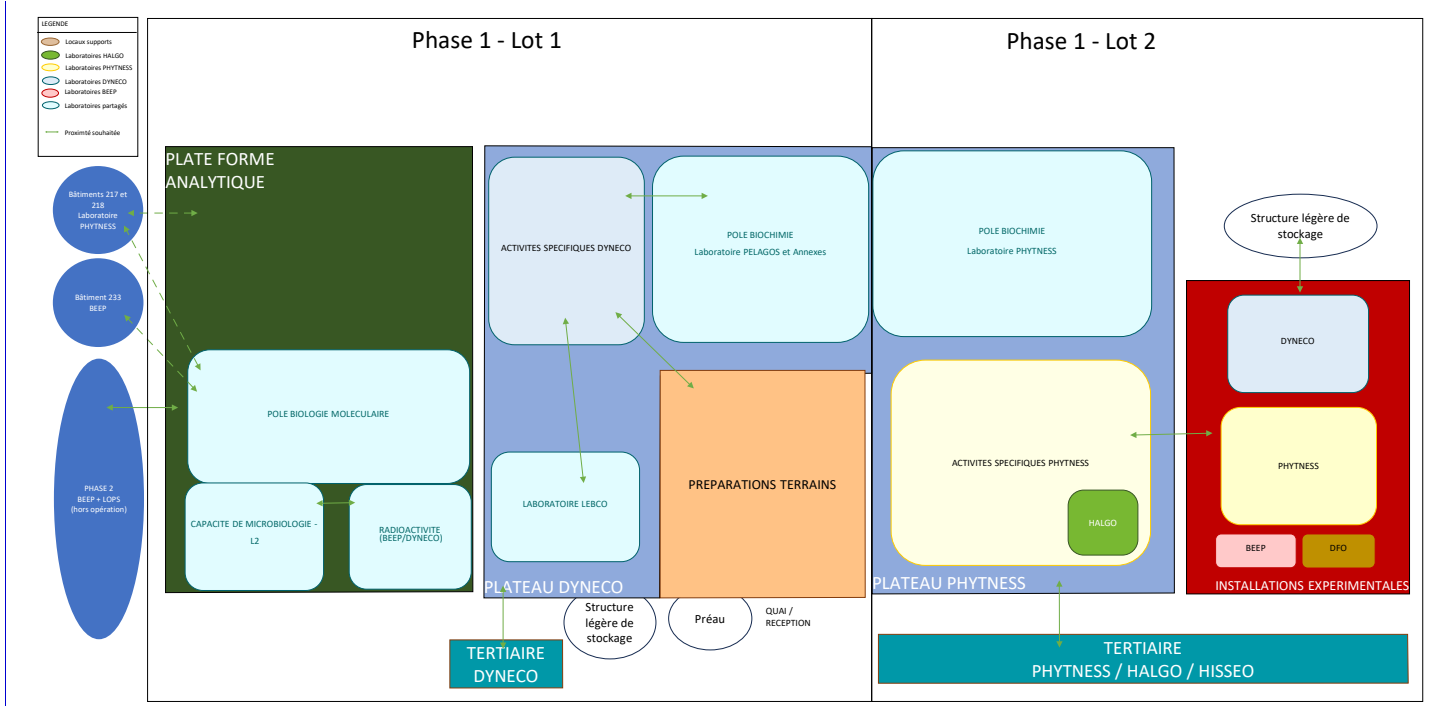 LEGENDE
Locaux supports
Laboratoires HALGO
Laboratoires PHYTNESS
Laboratoires DYNECO
Laboratoires BEEP
Laboratoires partagés
Proximté souhaitée
Phase 1 - Lot 1
Phase 1 - Lot 2
Bâtiments 217 et
218
Laboratoire
PHYTNESS
Bâtiment 233
BEEP
PHASE 2
BEEP + LOPS
(hors opération)
PLATE FORME
ANALYTIQUE
POLE BIOLOGIE MOLECULAIRE
CAPACITE DE MICROBIOLOGIE -
L2
RADIOACTIVITE
(BEEP/DYNECO)
ACTIVITES SPECIFIQUES DYNECO
POLE BIOCHIMIE
Laboratoire PELAGOS et Annexes
LABORATOIRE LEBCO
PREPARATIONS TERRAINS
PLATEAU DYNECO
Structure
légère de
stockage
Préau
QUAI /
RECEPTION
TERTIAIRE
DYNECO
POLE BIOCHIMIE
Laboratoire PHYTNESS
ACTIVITES SPECIFIQUES PHYTNESS
HALGO
PLATEAU PHYTNESS
Structure légère de
stockage
DYNECO
PHYTNESS
BEEP
DFO
INSTALLATIONS EXPERIMENTALES
TERTIAIRE
PHYTNESS / HALGO / HISSEO